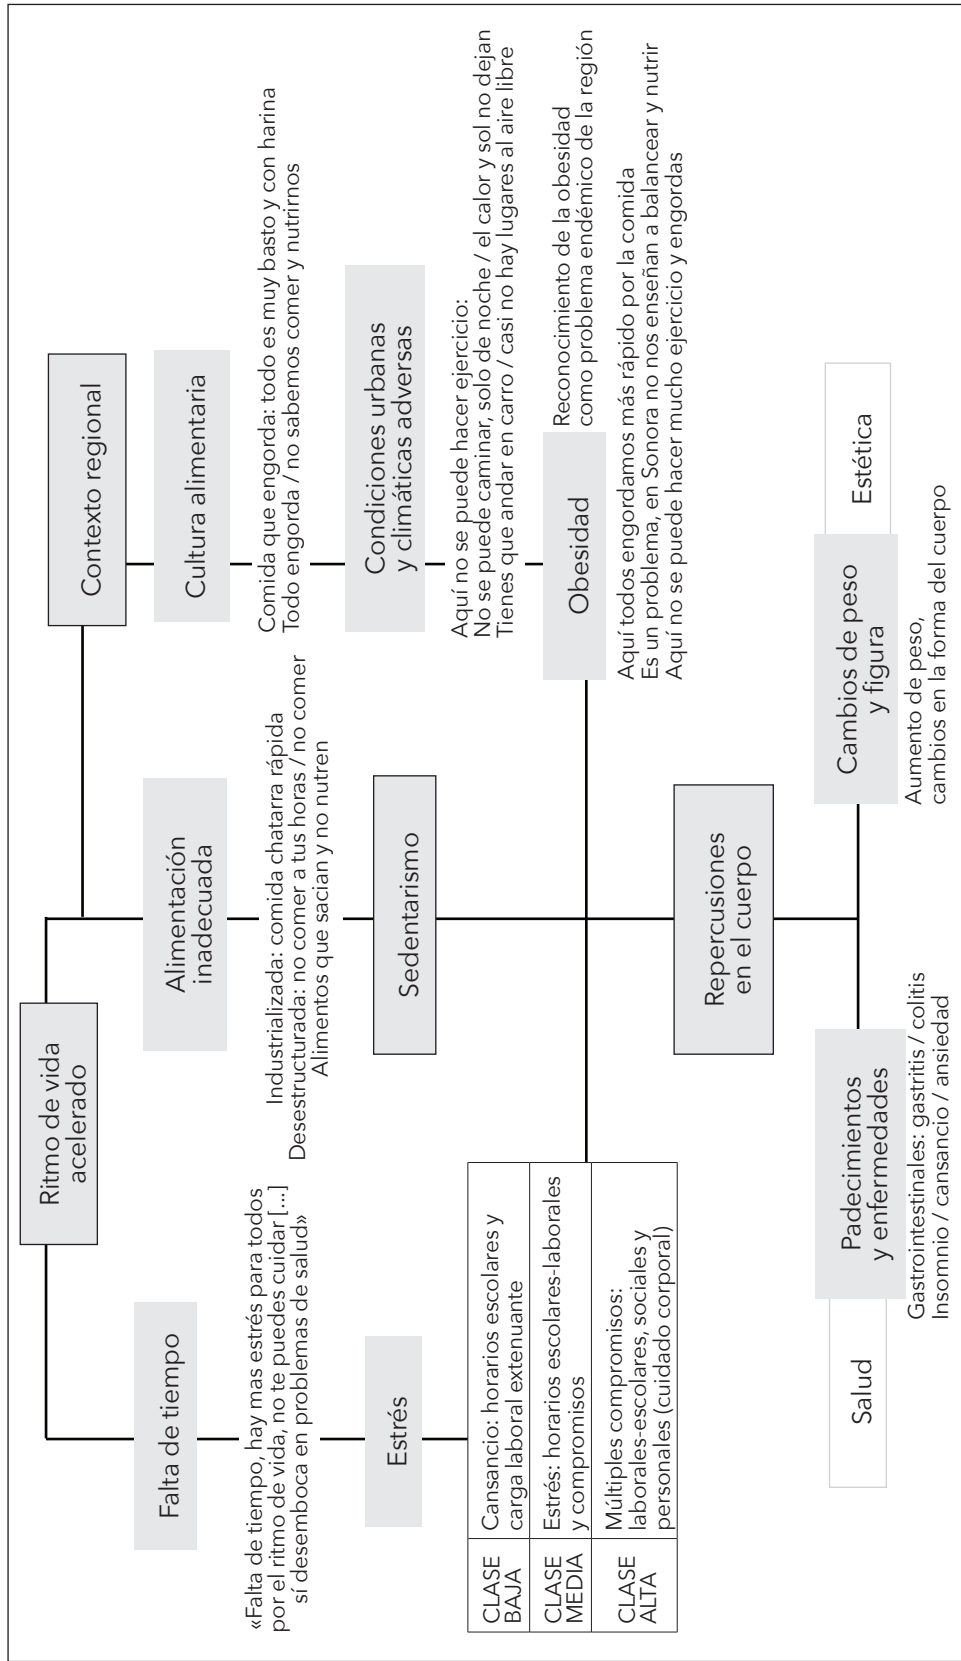 Ritmo de vida
acelerado
Contexto regional
Falta de tiempo
«Falta de tiempo, hay mas estrés para todos
por el ritmo de vida, no te puedes cuidar [...]
sí desemboca en problemas de salud»
Estrés
CLASE
BAJA
Cansancio: horarios escolares y
carga laboral extenuante
CLASE
MEDIA
Estrés: horarios escolares-laborales
y compromisos
CLASE
ALTA
Múltiples compromisos:
laborales-escolares, sociales y
personales (cuidado corporal)
Alimentación
inadecuada
Industrializada: comida chatarra rápida
Desestructurada: no comer a tus horas / no comer
Alimentos que sacian y no nutren
Sedentarismo
Cultura alimentaria
Comida que engorda: todo es muy basto y con harina
Todo engorda / no sabemos comer y nutrirnos
Condiciones urbanas
y climáticas adversas
Aquí no se puede hacer ejercicio:
No se puede caminar, solo de noche / el calor y sol no dejan
Tienes que andar en carro / casi no hay lugares al aire libre
Obesidad
Reconocimiento de la obesidad
como problema endémico de la región
Aquí todos engordamos más rápido por la comida
Es un problema, en Sonora no nos enseñan a balancear y nutrir
Aquí no se puede hacer mucho ejercicio y engordas
Repercusiones
en el cuerpo
Salud
Padecimientos
y enfermedades
Gastrointestinales: gastritis / colitis
Insomnio / cansancio / ansiedad
Cambios de peso
y figura
Estética
Aumento de peso,
cambios en la forma del cuerpo